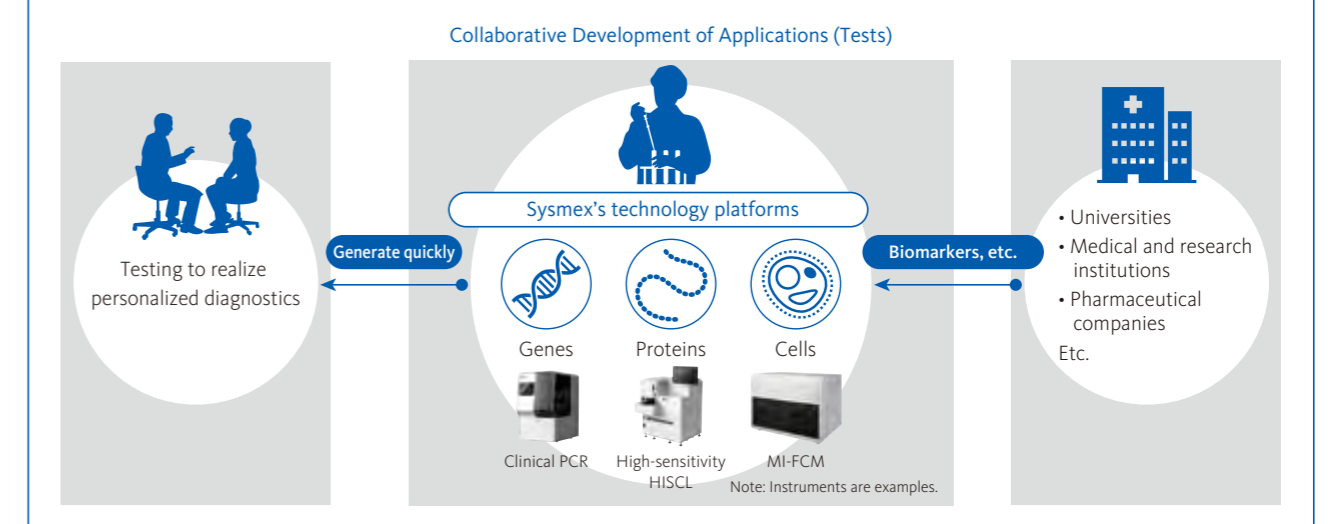 Collaborative Development of Applications (Tests)
Testing to realize
personalized diagnostics
Generate quickly
Sysmex’s technology platforms
Genes
Proteins
Cells
Clinical PCR
High-sensitivity
HISCL
MI-FCM
Note: Instruments are examples.
Biomarkers, etc.
• Universities
• Medical and research
institutions
• Pharmaceutical
companies
Etc.